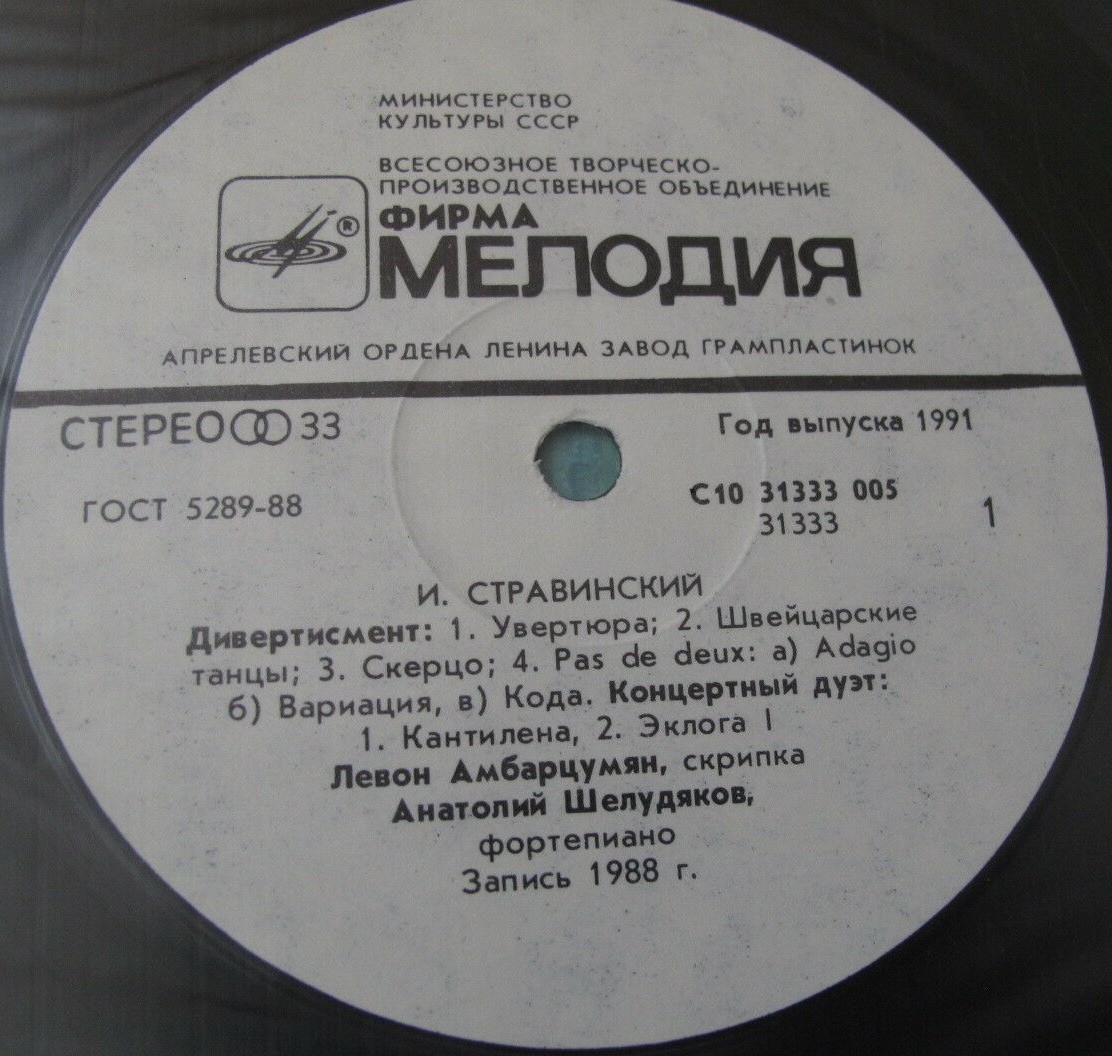 МИНИСТЕРСТВО
КУЛЬТУРЫ СССР
ВСЕСОЮЗНОЕ ТВОРЧЕСКО-
ПРОИЗВОДСТВЕННОЕ ОБЪЕДИНЕНИЕ
ФИРМА
®
МЕЛОДИЯ
АПРЕЛЕВСКИЙ ОРДЕНА ЛЕНИНА ЗАВОД ГРАМПЛАСТИНОК
СТЕРЕО 33
Год выпуска 1991
ГОСТ 5289-88
С10 31333 005
31333
1
И. СТРАВИНСКИЙ
Дивертисмент: 1. Увертюра; 2. Швейцарские
танцы; 3. Скерцо; 4. Pas de deux: а) Adagio
б) Вариация, в) Кода. Концертный дуэт:
1. Кантилена, 2. Эклога I
Левон Амбарцумян, скрипка
Анатолий Шелудяков,
фортепиано
Запись 1988 г.